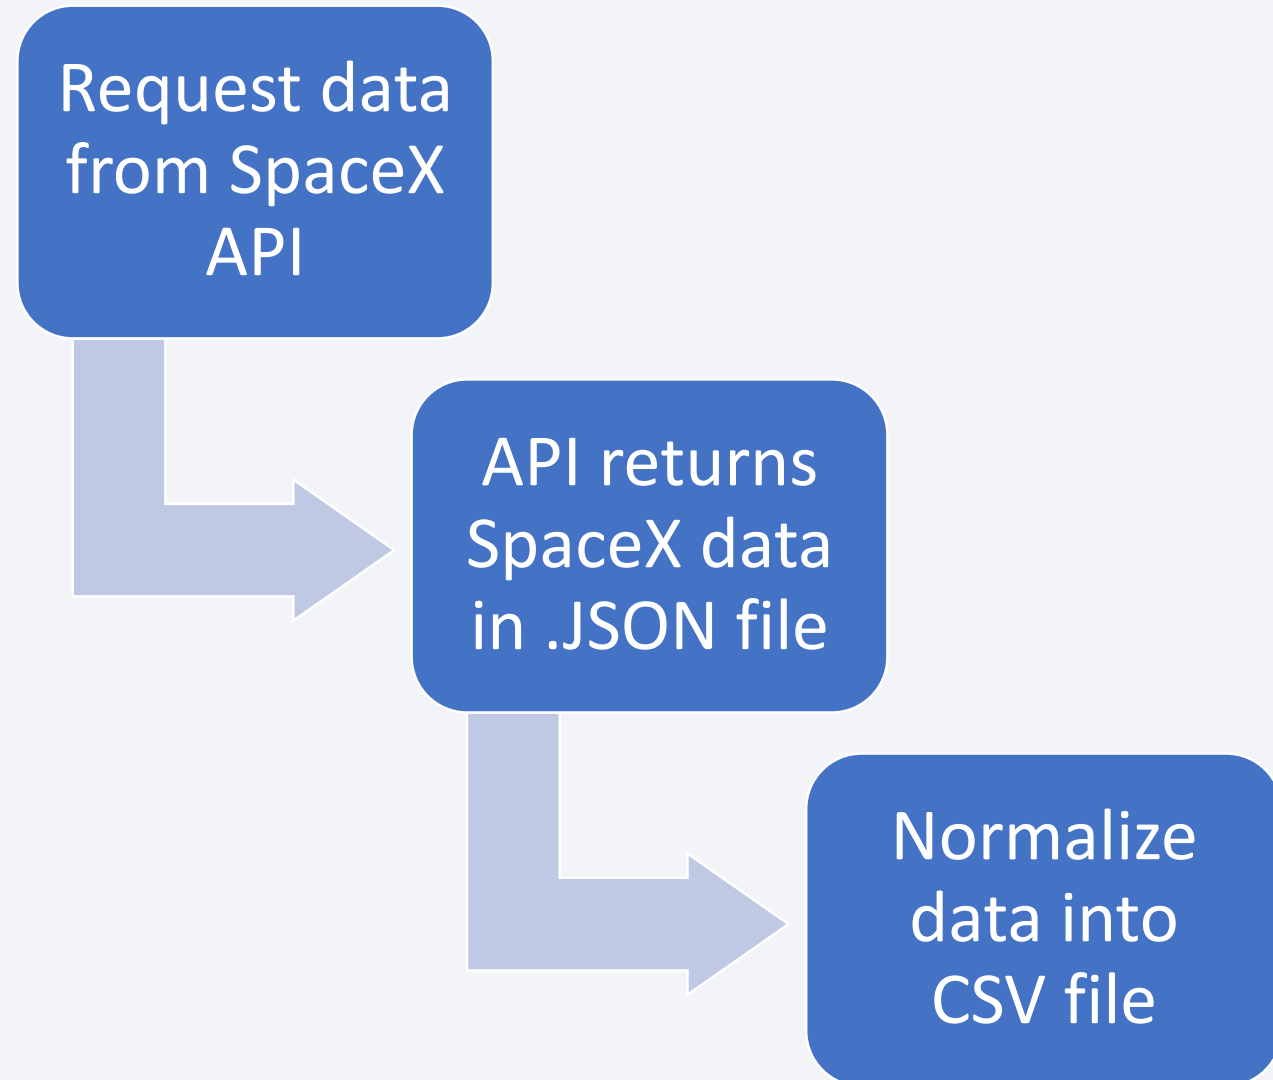 Request data
from SpaceX
API
API returns
SpaceX data
in .JSON file
Normalize
data into
CSV file